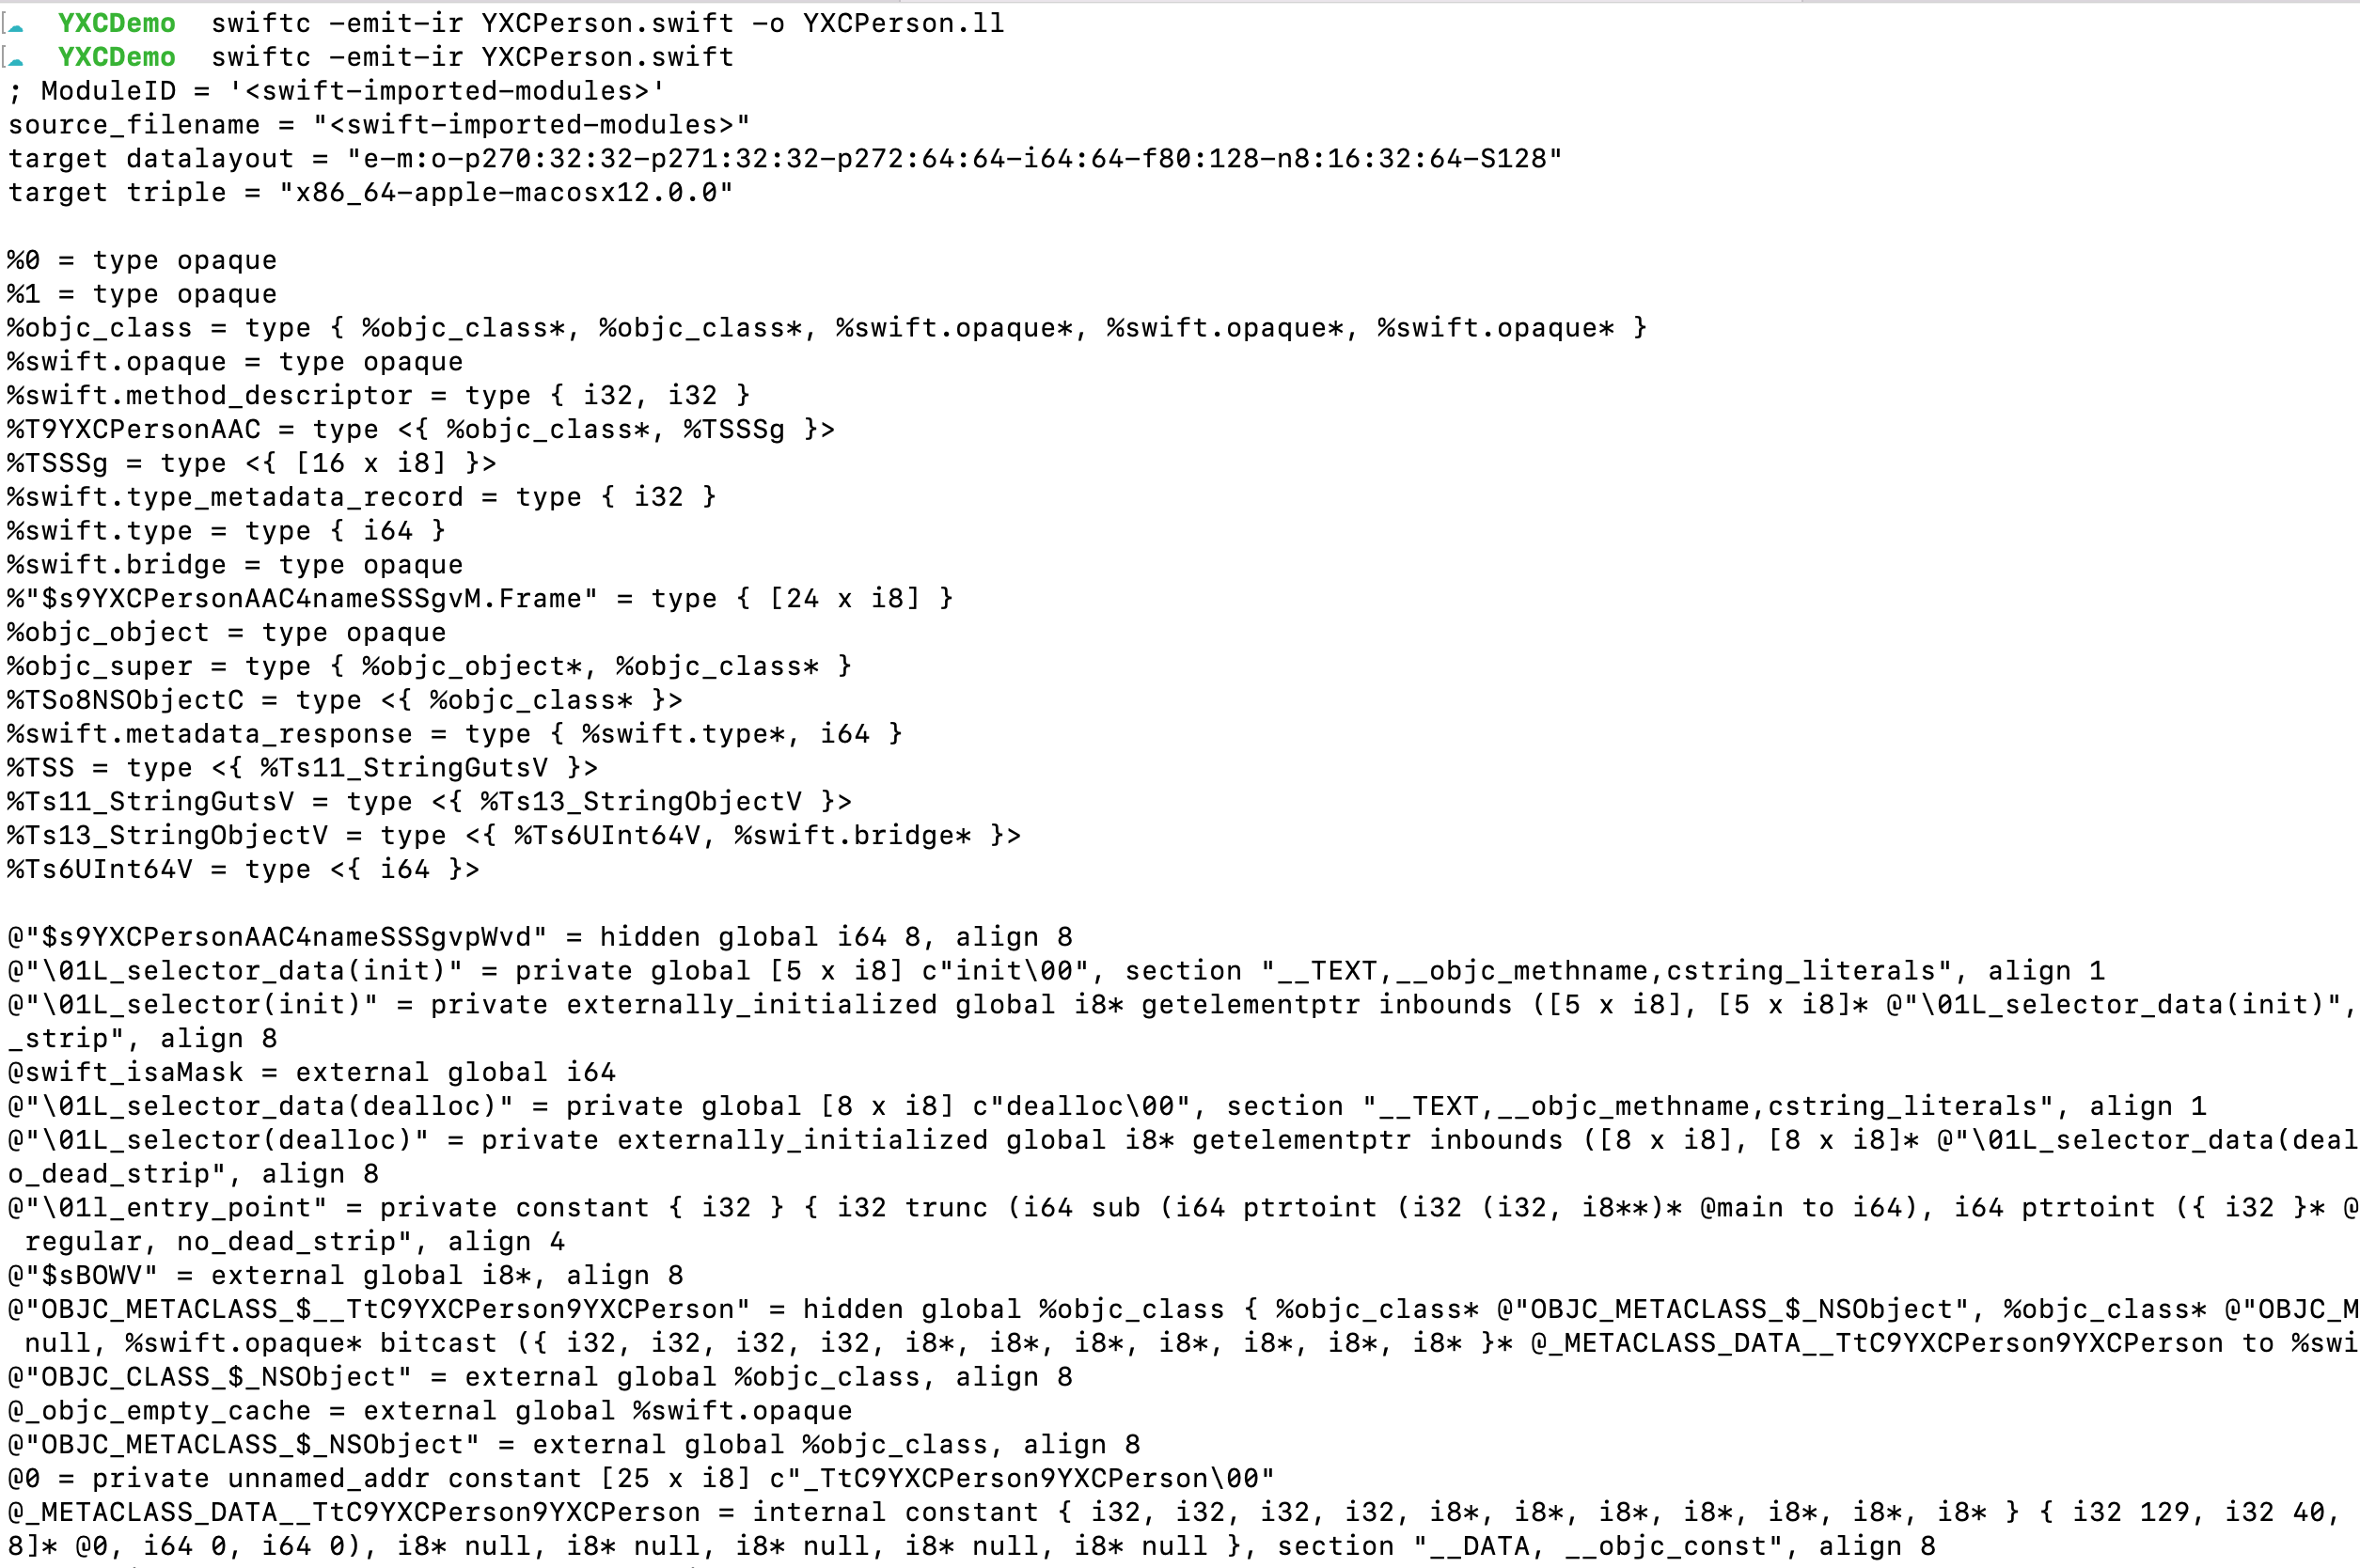 YXCDemo swiftc -emit-ir YXCPerson.swift -o YXCPerson.ll
YXCDemo swiftc -emit-ir YXCPerson.swift
; ModuleID = '<swift-imported-modules>'
source_filename = "<swift-imported-modules>"
target datalayout = "e-m:o-p270:32:32-p271:32:32-p272:64:64-i64:64-f80:128-n8:16:32:64-S128"
target triple = "x86_64-apple-macosx12.0.0"
%0 = type opaque
%1 = type opaque
%objc_class = type { %objc_class*, %objc_class*, %swift.opaque*, %swift.opaque*, %swift.opaque* }
%swift.opaque = type opaque
%swift.method_descriptor = type { i32, i32 }
%T9YXCPersonAAC = type <{ %objc_class*, %TSSSg }>
%TSSSg = type <{ [16 x i8] }>
%swift.type_metadata_record = type { i32 }
%swift.type = type { i64 }
%swift.bridge = type opaque
%"$s9YXCPersonAAC4nameSSSgvM.Frame" = type { [24 x i8] }
%objc_object = type opaque
%objc_super = type { %objc_object*, %objc_class* }
%TSo8NSObjectC = type <{ %objc_class* }>
%swift.metadata_response = type { %swift.type*, i64 }
%TSS = type <{ %Ts11_StringGutsV }>
%Ts11_StringGutsV = type <{ %Ts13_StringObjectV }>
%Ts13_StringObjectV = type <{ %Ts6UInt64V, %swift.bridge* }>
%Ts6UInt64V = type <{ i64 }>
@"$s9YXCPersonAAC4nameSSSgvpWvd" = hidden global i64 8, align 8
@"\01L_selector_data(init)" = private global [5 x i8] c"init\00", section "__TEXT,__objc_methname,cstring_literals", align 1
@"\01L_selector(init)" = private externally_initialized global i8* getelementptr inbounds ([5 x i8], [5 x i8]* @"\01L_selector_data(init)",
_strip", align 8
@swift_isaMask = external global i64
@"\01L_selector_data(dealloc)" = private global [8 x i8] c"dealloc\00", section "__TEXT,__objc_methname,cstring_literals", align 1
@"\01L_selector(dealloc)" = private externally_initialized global i8* getelementptr inbounds ([8 x i8], [8 x i8]* @"\01L_selector_data(deal
o_dead_strip", align 8
@"\01l_entry_point" = private constant { i32 } { i32 trunc (i64 sub (i64 ptrtoint (i32 (i32, i8**)* @main to i64), i64 ptrtoint ({ i32 }* @
regular, no_dead_strip", align 4
@"$sBOWV" = external global i8*, align 8
@"OBJC_METACLASS_$__TtC9YXCPerson9YXCPerson" = hidden global %objc_class { %objc_class* @"OBJC_METACLASS_$_NSObject", %objc_class* @"OBJC_M
null, %swift.opaque* bitcast ({ i32, i32, i32, i32, i8*, i8*, i8*, i8*, i8*, i8*, i8* }* @_METACLASS_DATA__TtC9YXCPerson9YXCPerson to %swi
@"OBJC_CLASS_$_NSObject" = external global %objc_class, align 8
@_objc_empty_cache = external global %swift.opaque
@"OBJC_METACLASS_$_NSObject" = external global %objc_class, align 8
@0 = private unnamed_addr constant [25 x i8] c"_TtC9YXCPerson9YXCPerson\00"
@_METACLASS_DATA__TtC9YXCPerson9YXCPerson = internal constant { i32, i32, i32, i32, i8*, i8*, i8*, i8*, i8*, i8*, i8* } { i32 129, i32 40,
8]* @0, i64 0, i64 0), i8* null, i8* null, i8* null, i8* null, i8* null }, section "__DATA, __objc_const", align 8